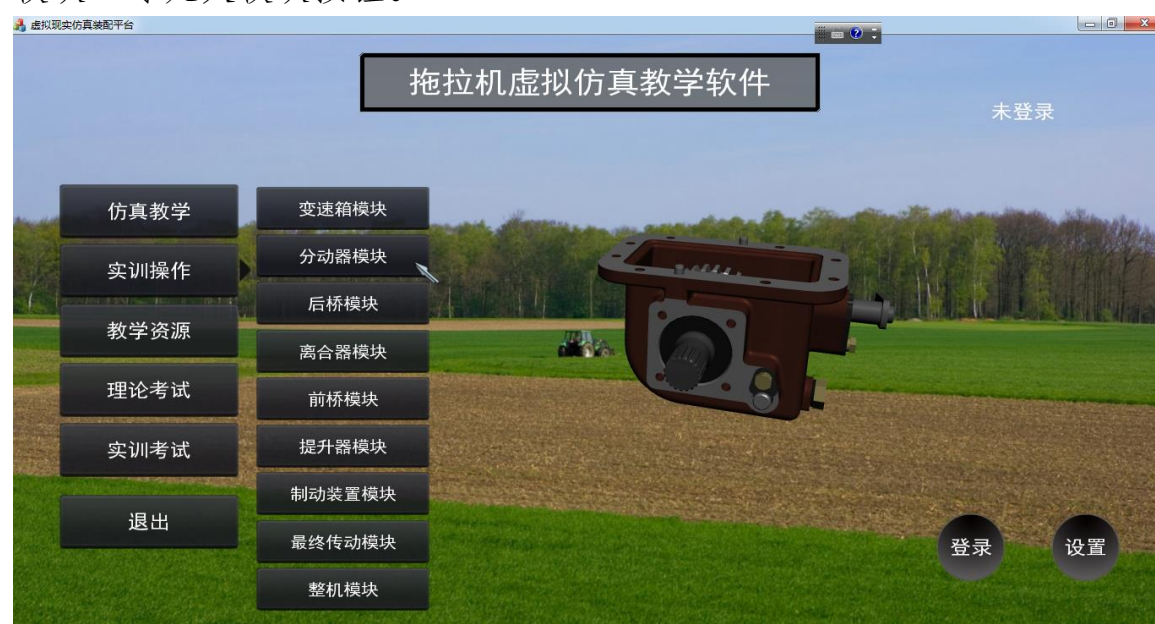 虚拟现实仿真装配平台
拖拉机虚拟仿真教学软件
未登录
仿真教学
实训操作
教学资源
理论考试
实训考试
退出
变速箱模块
分动器模块
后桥模块
离合器模块
前桥模块
提升器模块
制动装置模块
最终传动模块
整机模块
登录
设置